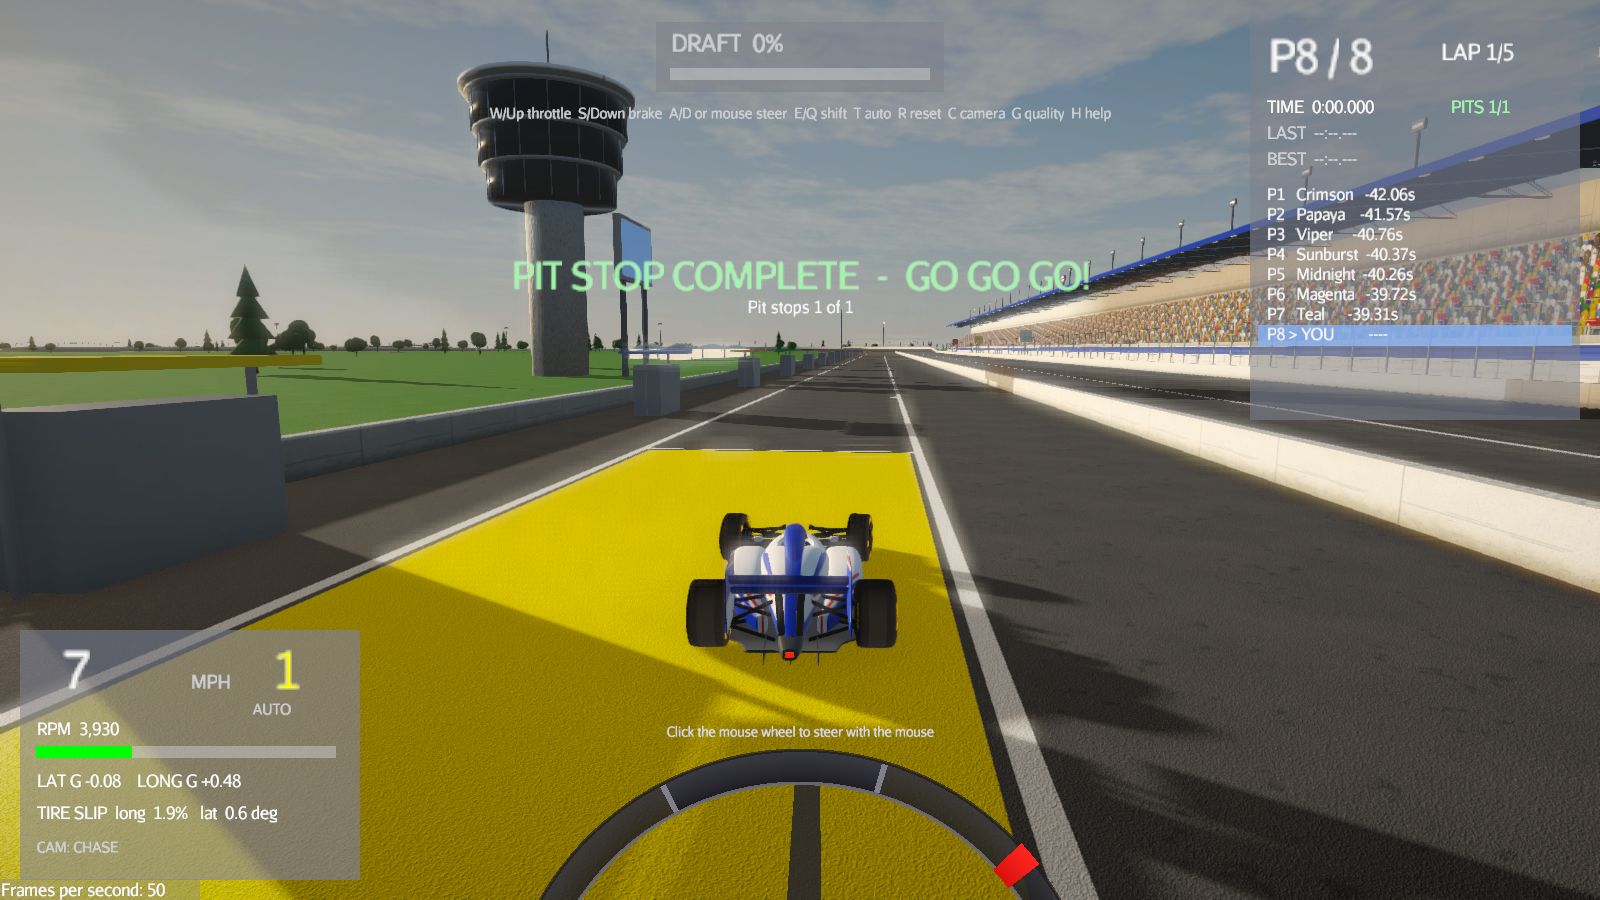 DRAFT 0%
W/Up throttle S/Down brake A/D or mouse steer E/Q shift T auto R reset C camera G quality H help
P8 / 8 LAP 1/5
TIME 0:00.000 PITS 1/1
LAST --:--.---
BEST --:--.---
P1 Crimson -42.06s
P2 Papaya -41.57s
P3 Viper -40.76s
P4 Sunburst -40.37s
P5 Midnight -40.26s
P6 Magenta -39.72s
P7 Teal -39.31s
P8 > YOU ----
PIT STOP COMPLETE - GO GO GO!
Pit stops 1 of 1
7 MPH 1
AUTO
RPM 3,930
LAT G -0.08 LONG G +0.48
TIRE SLIP long 1.9% lat 0.6 deg
CAM: CHASE
Click the mouse wheel to steer with the mouse
Frames per second: 50